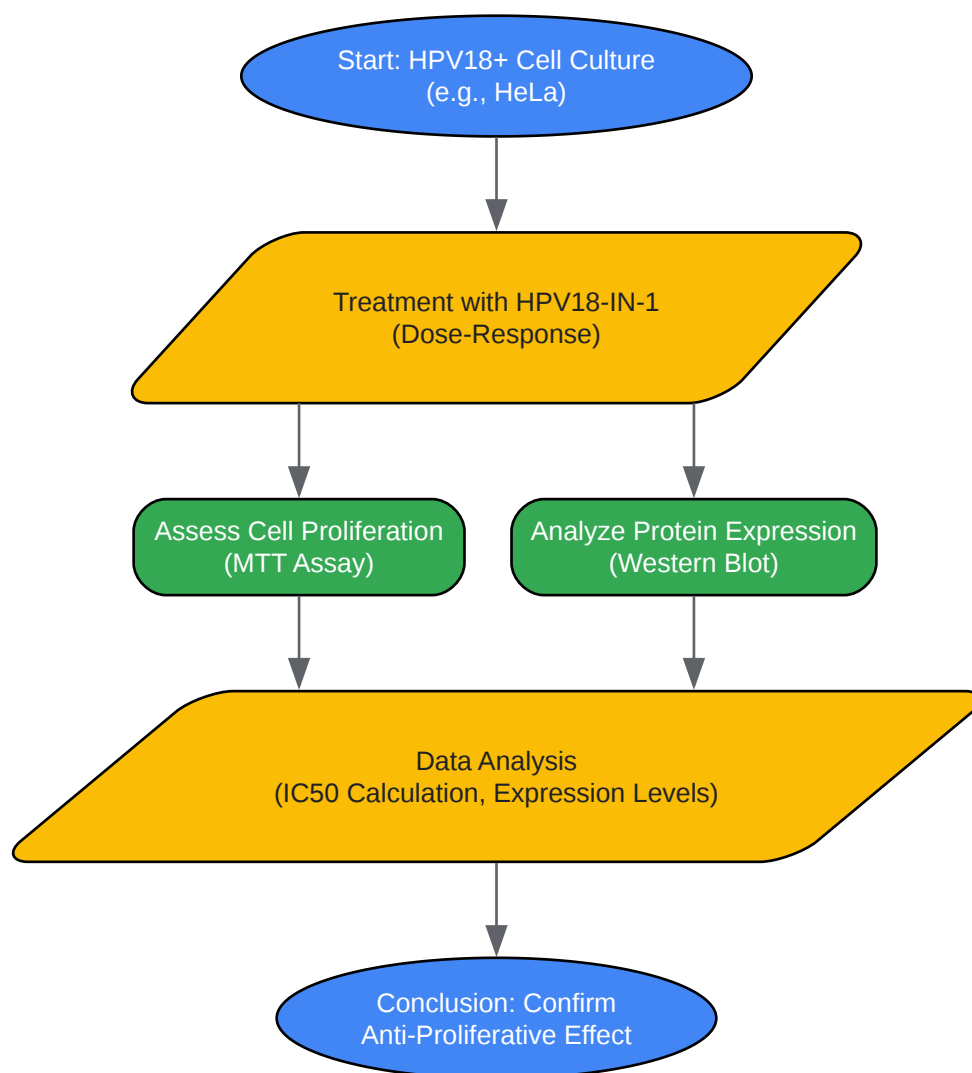 Start: HPV18+ Cell Culture
(e.g., HeLa)
Treatment with HPV18-IN-1
(Dose-Response)
Assess Cell Proliferation
(MTT Assay)
Analyze Protein Expression
(Western Blot)
Data Analysis
(IC50 Calculation, Expression Levels)
Conclusion: Confirm
Anti-Proliferative Effect